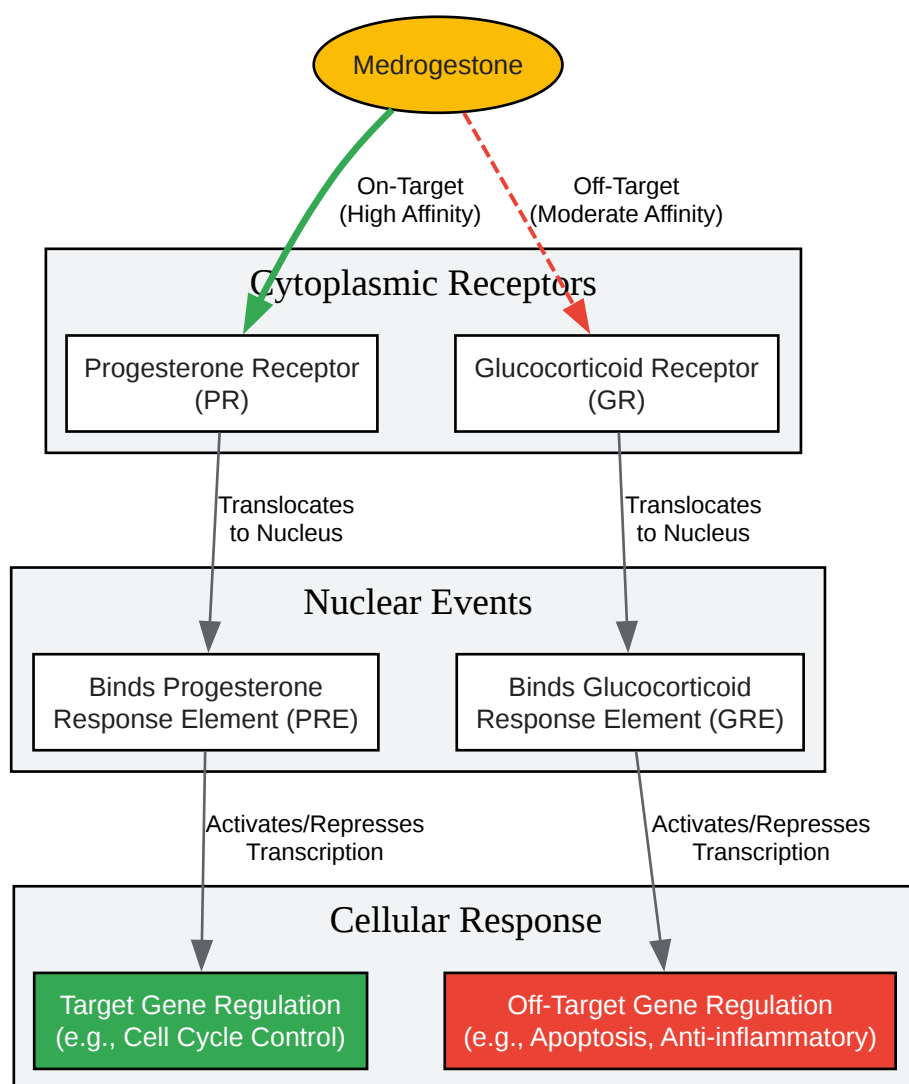 Medrogestone
On-Target
(High Affinity)
Off-Target
(Moderate Affinity)
Cytoplasmic Receptors
Progesterone Receptor
(PR)
Glucocorticoid Receptor
(GR)
Translocates
to Nucleus
Translocates
to Nucleus
Nuclear Events
Binds Progesterone
Response Element (PRE)
Binds Glucocorticoid
Response Element (GRE)
Activates/Represses
Transcription
Activates/Represses
Transcription
Cellular Response
Target Gene Regulation
(e.g., Cell Cycle Control)
Off-Target Gene Regulation
(e.g., Apoptosis, Anti-inflammatory)